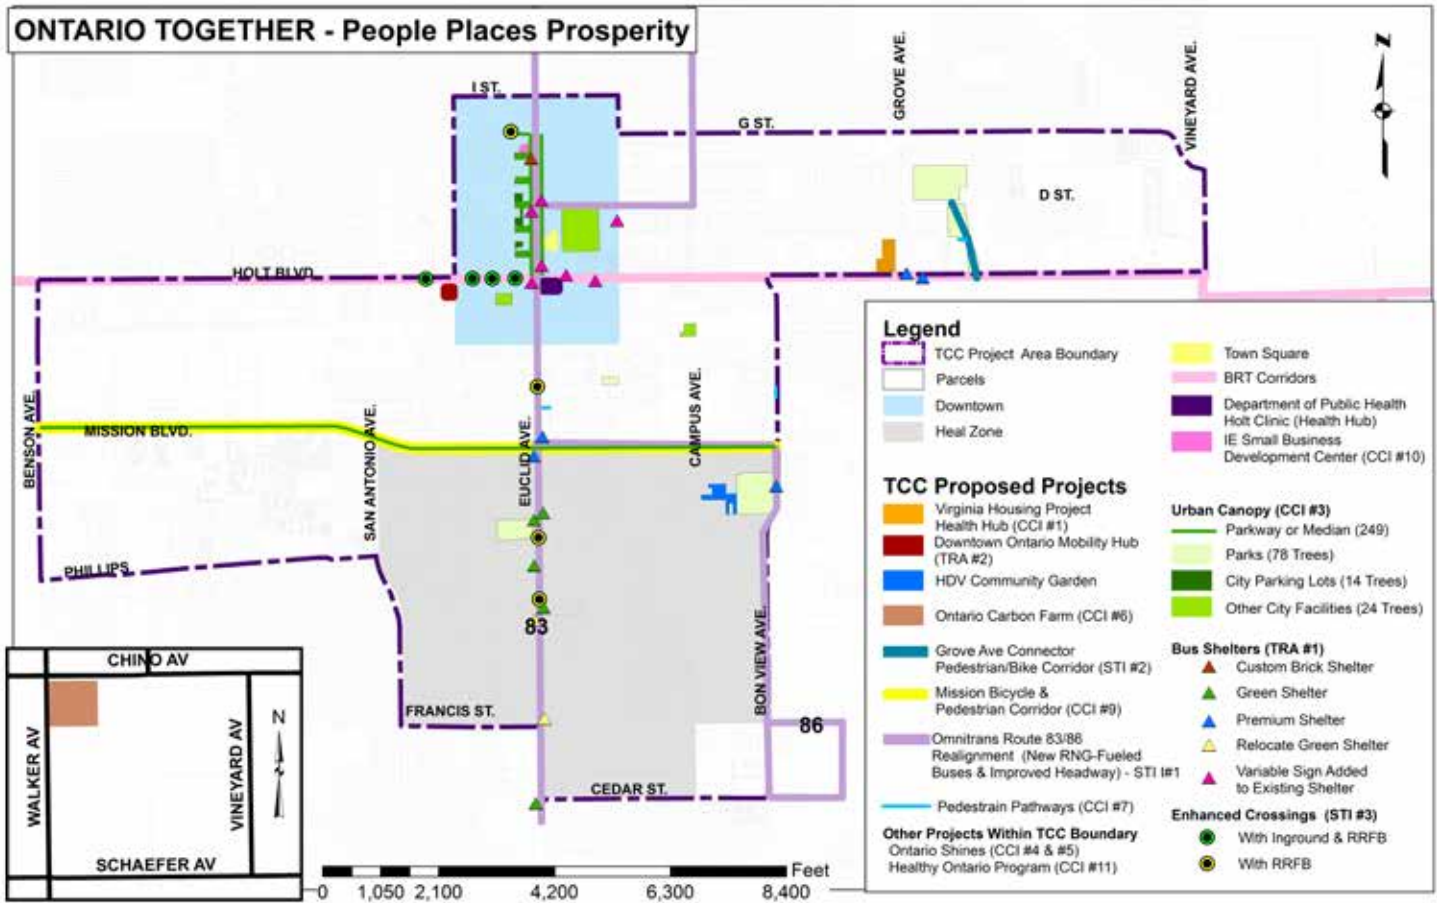 ONTARIO TOGETHER - People Places Prosperity
GROVE AVE.
VINEYARD AVE.
Z
I ST.
G ST.
D ST.
HOLT BLVD.
BENSON AVE.
MISSION BLVD.
SAN ANTONIO AVE.
EUCLID AVE.
CAMPUS AVE.
PHILLIPS
83
FRANCIS ST.
BON VIEW AVE.
86
CEDAR ST.
CHINO AV
WALKER AV
VINEYARD AV
N
SCHAEFER AV
Feet
0 1,050 2,100 4,200 6,300 8,400
Legend
TCC Project Area Boundary
Parcels
Downtown
Heal Zone
Town Square
BRT Corridors
Department of Public Health
Holt Clinic (Health Hub)
IE Small Business
Development Center (CCI #10)
TCC Proposed Projects
Virginia Housing Project
Health Hub (CCI #1)
Downtown Ontario Mobility Hub
(TRA #2)
HDV Community Garden
Ontario Carbon Farm (CCI #6)
Grove Ave Connector
Pedestrian/Bike Corridor (STI #2)
Mission Bicycle &
Pedestrian Corridor (CCI #9)
Omnitrans Route 83/86
Realignment (New RNG-Fueled
Buses & Improved Headway) - STI I#1
Pedestrain Pathways (CCI #7)
Other Projects Within TCC Boundary
Ontario Shines (CCI #4 & #5)
Healthy Ontario Program (CCI #11)
Urban Canopy (CCI #3)
Parkway or Median (249)
Parks (78 Trees)
City Parking Lots (14 Trees)
Other City Facilities (24 Trees)
Bus Shelters (TRA #1)
Custom Brick Shelter
Green Shelter
Premium Shelter
Relocate Green Shelter
Variable Sign Added
to Existing Shelter
Enhanced Crossings (STI #3)
With Inground & RRFB
With RRFB